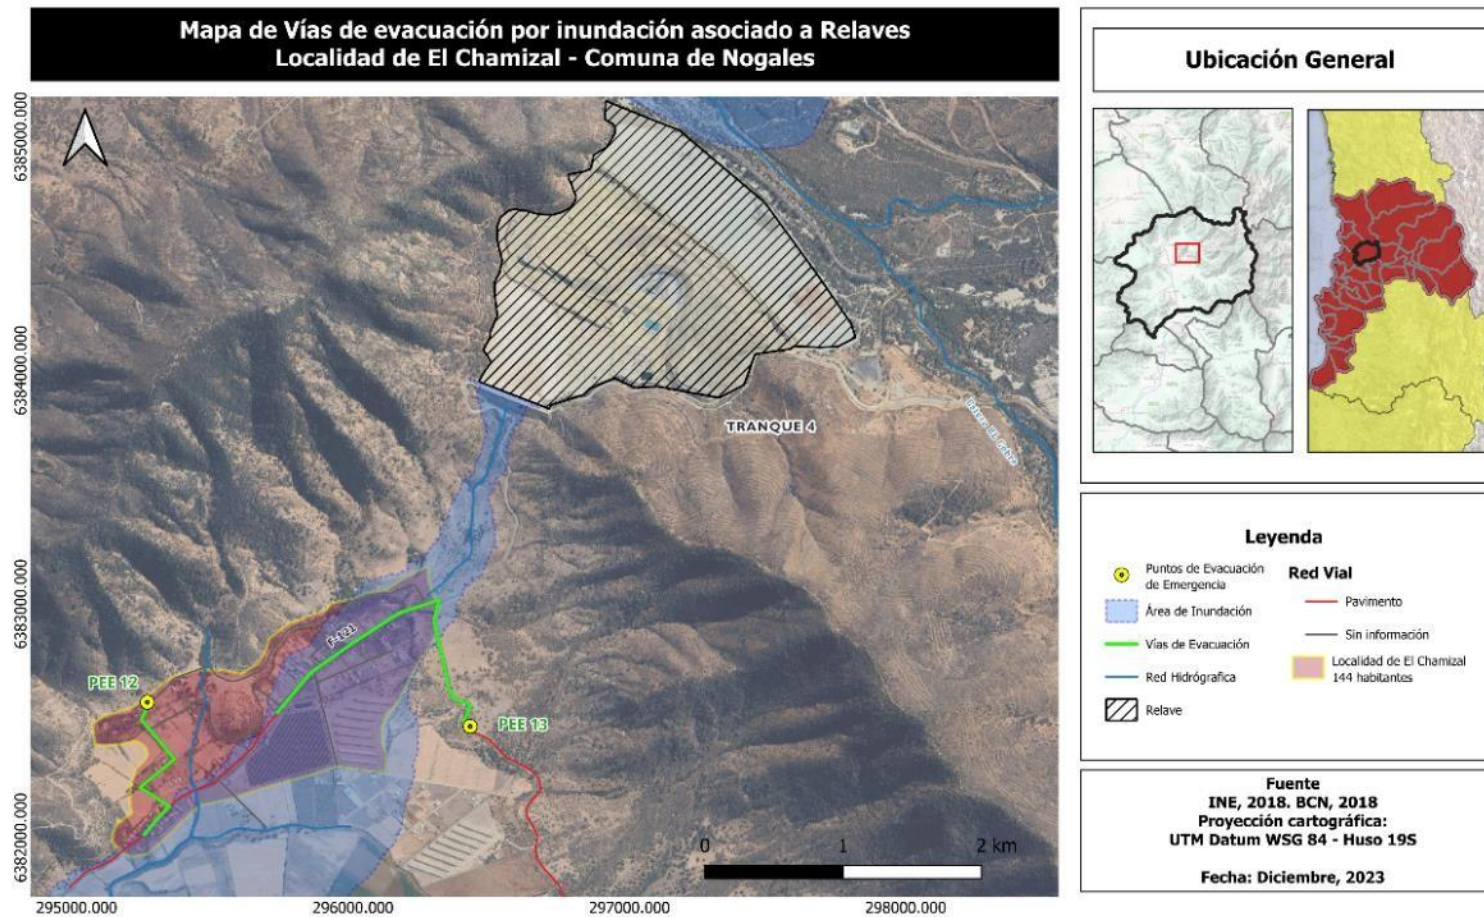 Mapa de Vías de evacuación por inundación asociado a Relaves
Localidad de El Chamizal - Comuna de Nogales
6385000.000
6384000.000
6383000.000
6382000.000
295000.000
296000.000
297000.000
298000.000
TRANQUE 4
F-121
PEE 12
PEE 13
0
1
2 km
Ubicación General
Leyenda
Puntos de Evacuación
de Emergencia
Área de Inundación
Vías de Evacuación
Red Hidrógrafica
Relave
Red Vial
Pavimento
Sin información
Localidad de El Chamizal
144 habitantes
Fuente
INE, 2018. BCN, 2018
Proyección cartográfica:
UTM Datum WSG 84 - Huso 19S
Fecha: Diciembre, 2023